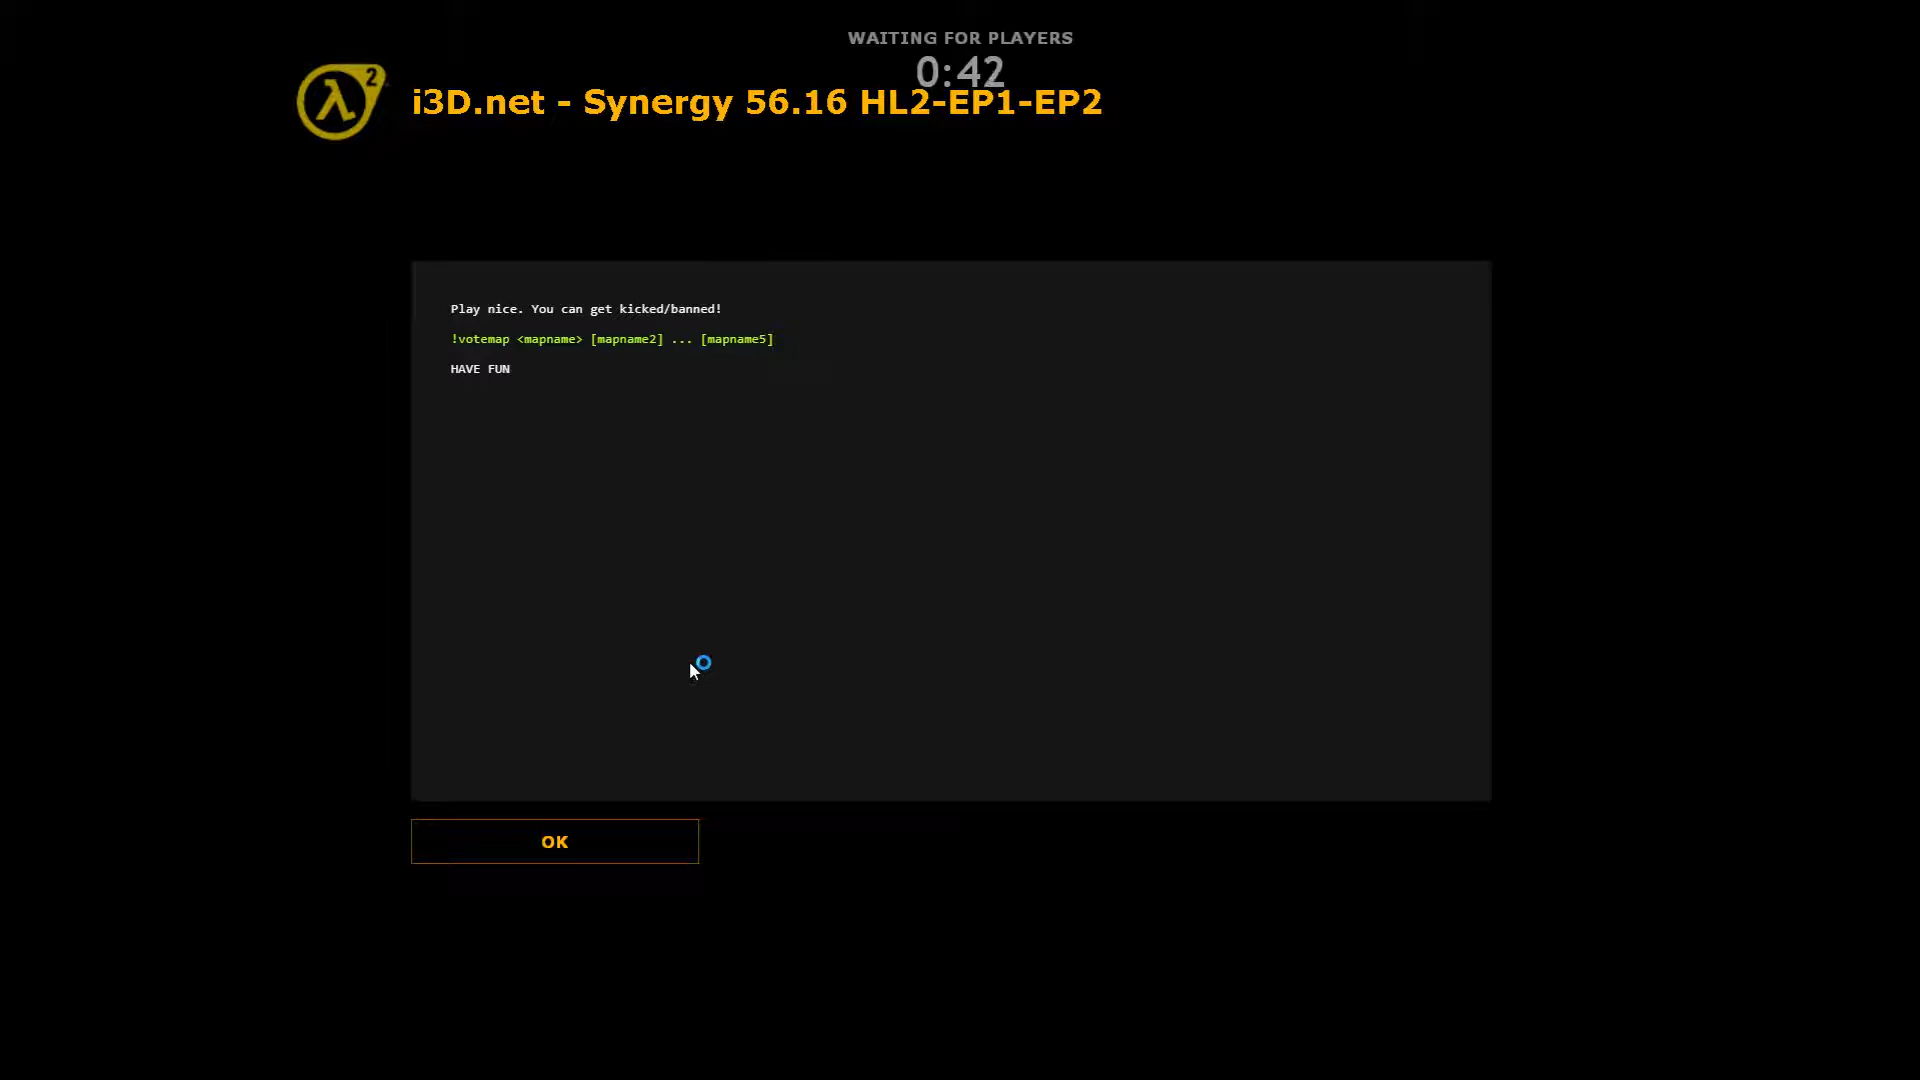 WAITING FOR PLAYERS
0:42
2
i3D.net - Synergy 56.16 HL2-EP1-EP2
Play nice. You can get kicked/banned!
!votemap <mapname> [mapname2] ... [mapname5]
HAVE FUN
OK